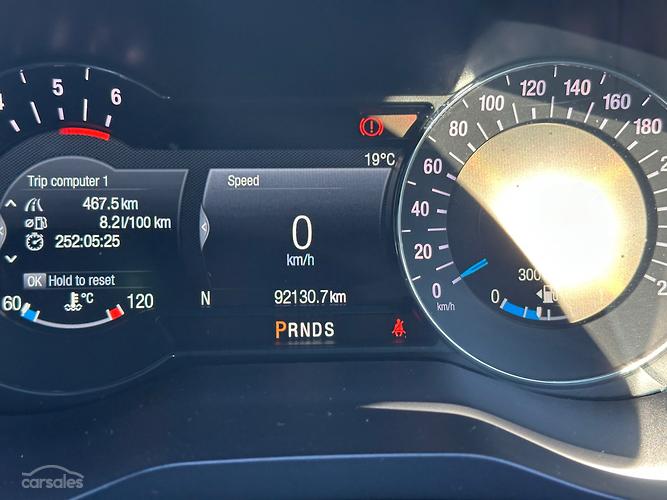 4 5 6
Trip computer 1
467.5 km
8.2 l/100 km
252:05:25
OK Hold to reset
60 °C 120
19°C
Speed
0
km/h
N 92130.7 km
PRNDS
0 20 40 60 80 100 120 140 160 180
km/h
300
0
carsales